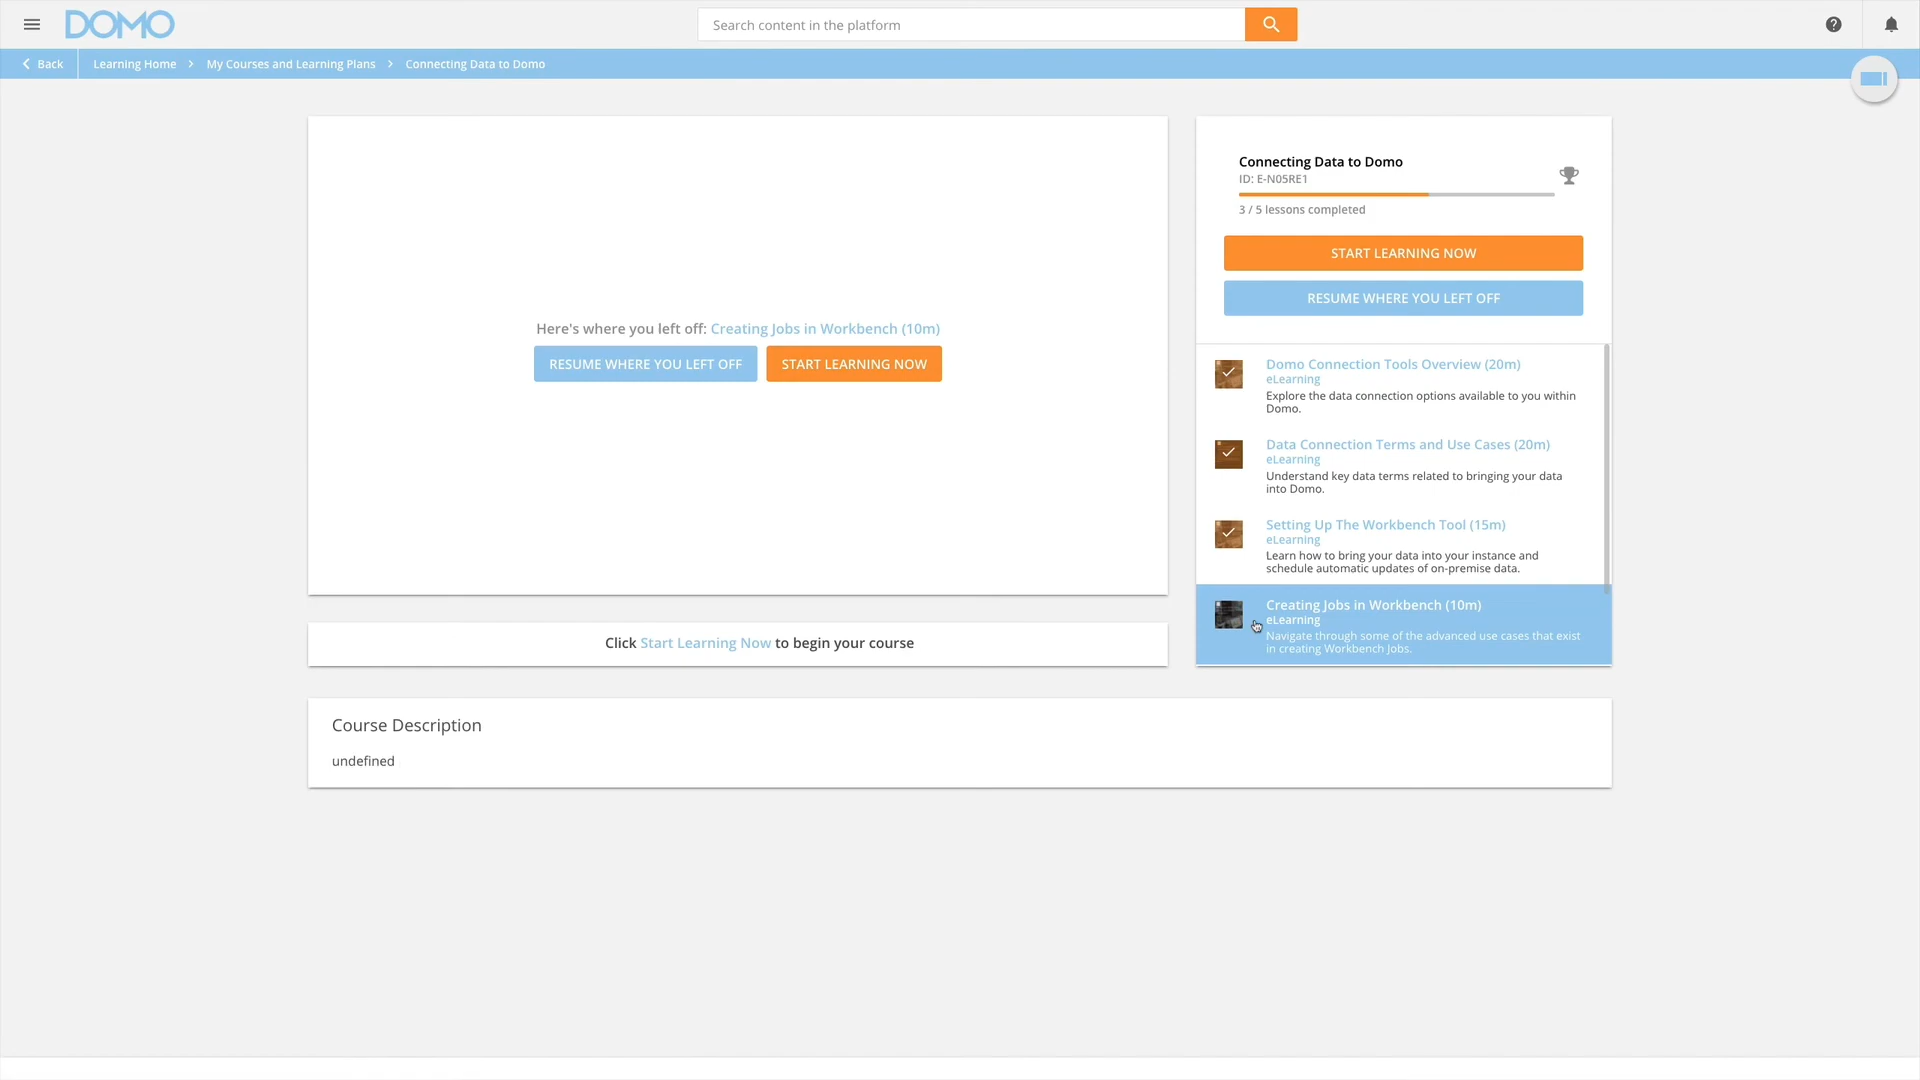 DOMO
Search content in the platform
Back
Learning Home
My Courses and Learning Plans
Connecting Data to Domo
Here's where you left off: Creating Jobs in Workbench (10m)
RESUME WHERE YOU LEFT OFF
START LEARNING NOW
Click Start Learning Now to begin your course
Connecting Data to Domo
ID: E-N05RE1
3 / 5 lessons completed
START LEARNING NOW
RESUME WHERE YOU LEFT OFF
Domo Connection Tools Overview (20m)
eLearning
Explore the data connection options available to you within
Domo.
Data Connection Terms and Use Cases (20m)
eLearning
Understand key data terms related to bringing your data
into Domo.
Setting Up The Workbench Tool (15m)
eLearning
Learn how to bring your data into your instance and
schedule automatic updates of on-premise data.
Creating Jobs in Workbench (10m)
eLearning
Navigate through some of the advanced use cases that exist
in creating Workbench Jobs.
Course Description
undefined